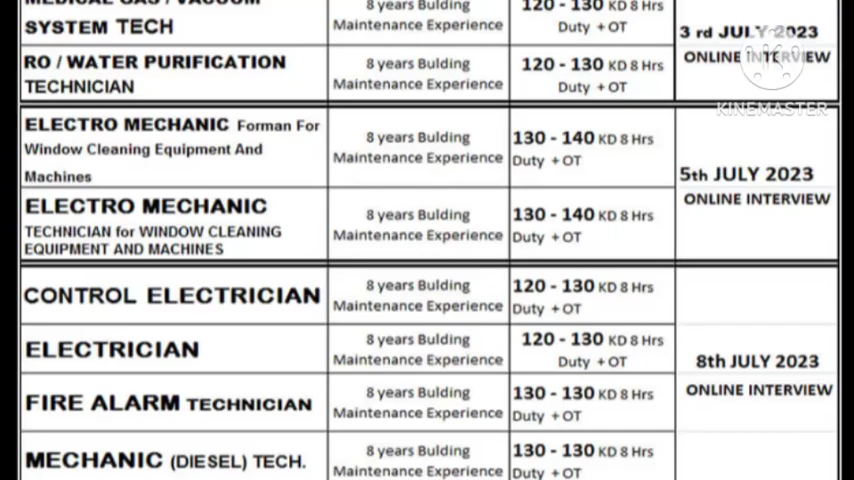 MEDICAL GAS / VACUUM
SYSTEM TECH
8 years Bulding
Maintenance Experience
120 - 130 KD 8 Hrs
Duty + OT
3 rd JULY 2023
ONLINE INTERVIEW
RO / WATER PURIFICATION
TECHNICIAN
8 years Bulding
Maintenance Experience
120 - 130 KD 8 Hrs
Duty + OT
KINEMASTER
ELECTRO MECHANIC Forman For
Window Cleaning Equipment And
Machines
8 years Bulding
Maintenance Experience
130 - 140 KD 8 Hrs
Duty + OT
5th JULY 2023
ONLINE INTERVIEW
ELECTRO MECHANIC
TECHNICIAN for WINDOW CLEANING
EQUIPMENT AND MACHINES
8 years Bulding
Maintenance Experience
130 - 140 KD 8 Hrs
Duty + OT
CONTROL ELECTRICIAN
8 years Bulding
Maintenance Experience
120 - 130 KD 8 Hrs
Duty + OT
ELECTRICIAN
8 years Bulding
Maintenance Experience
120 - 130 KD 8 Hrs
Duty + OT
8th JULY 2023
ONLINE INTERVIEW
FIRE ALARM TECHNICIAN
8 years Bulding
Maintenance Experience
130 - 130 KD 8 Hrs
Duty + OT
MECHANIC (DIESEL) TECH.
8 years Bulding
Maintenance Experience
130 - 130 KD 8 Hrs
Duty + OT